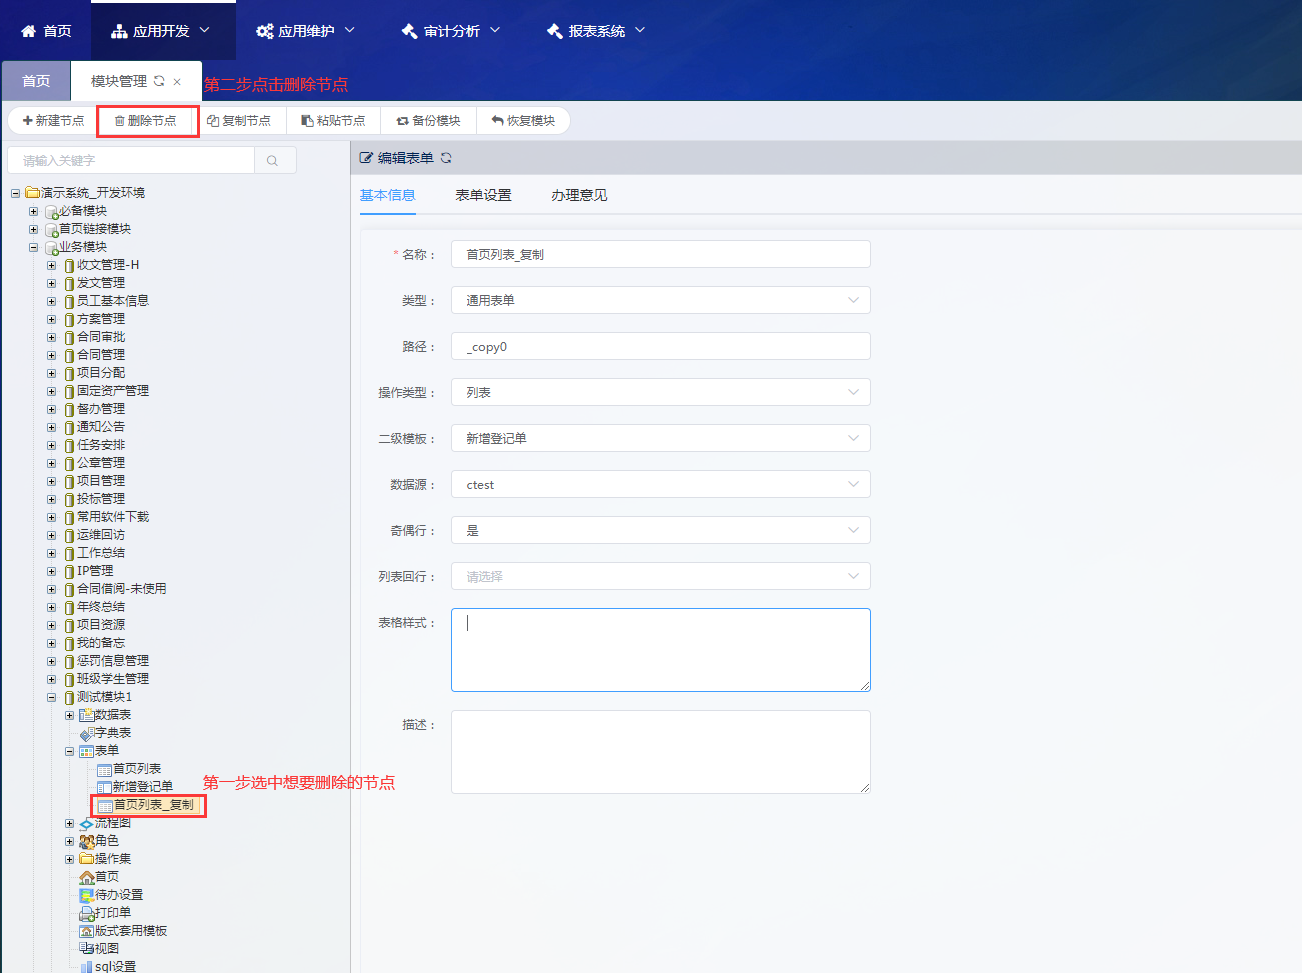 首页 应用开发 应用维护 审计分析 报表系统
首页 模块管理 第二步点击删除节点
新建节点 删除节点 复制节点 粘贴节点 备份模块 恢复模块
请输入关键字
编辑表单
基本信息 表单设置 办理意见
演示系统_开发环境
必备模块
首页链接模块
业务模块
收文管理-H
发文管理
员工基本信息
方案管理
合同审批
合同管理
项目分配
固定资产管理
督办管理
通知公告
任务安排
公章管理
项目管理
投标管理
常用软件下载
运维回访
工作总结
IP管理
合同借阅-未使用
年终总结
项目资源
我的备忘
惩罚信息管理
班级学生管理
测试模块1
数据表
字典表
表单
首页列表
新增登记单
首页列表_复制
第一步选中想要删除的节点
流程图
角色
操作集
首页
待办设置
打印单
版式套用模板
视图
sql设置
* 名称： 首页列表_复制
类型： 通用表单
路径： _copy0
操作类型： 列表
二级模板： 新增登记单
数据源： ctest
奇偶行： 是
列表回行： 请选择
表格样式：
描述：